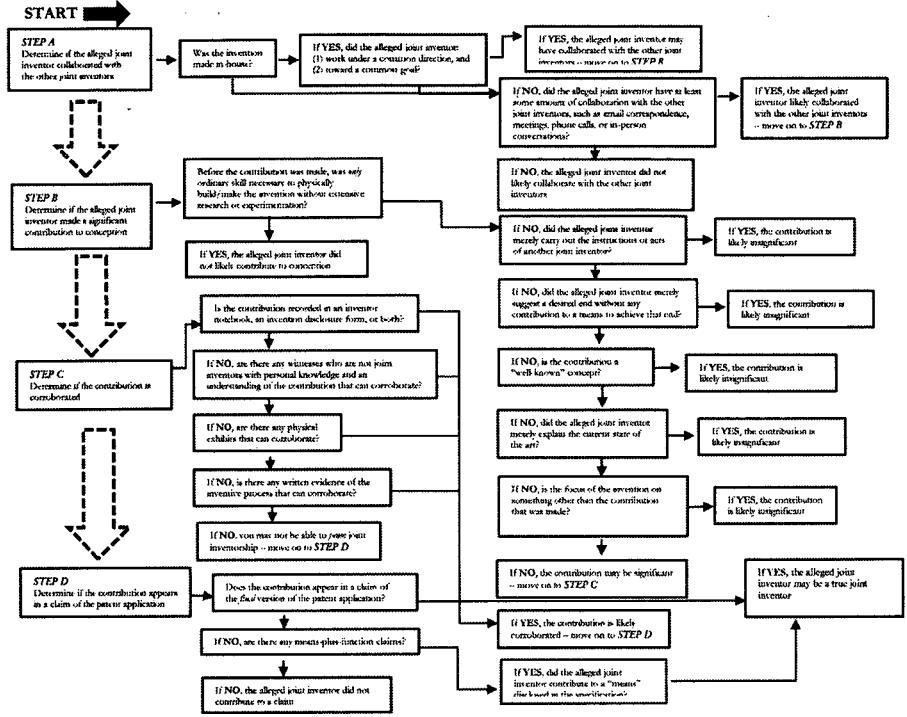 START
STEP A
Determine if the alleged joint
inventor collaborated with
the other joint inventors
Was the invention
made in-house?
If YES, did the alleged joint inventor:
(1) work under a common direction, and
(2) toward a common goal?
If YES, the alleged joint inventor may
have collaborated with the other joint
inventors – move on to STEP B
If NO, did the alleged joint inventor have at least
some amount of collaboration with the other
joint inventors, such as email correspondence,
meetings, phone calls, or in-person
conversations?
If YES, the alleged joint
inventor likely collaborated
with the other joint inventors
– move on to STEP B
If NO, the alleged joint inventor did not
likely collaborate with the other joint
inventors
STEP B
Determine if the alleged joint
inventor made a significant
contribution to conception
Before the contribution was made, was only
ordinary skill necessary to physically
build/make the invention without extensive
research or experimentation?
If YES, the alleged joint inventor did
not likely contribute to conception
If NO, did the alleged joint inventor
merely carry out the instructions or acts
of another joint inventor?
If YES, the contribution is
likely insignificant
If NO, did the alleged joint inventor merely
suggest a desired end without any
contribution to a means to achieve that end?
If YES, the contribution is
likely insignificant
If NO, is the contribution a
"well-known" concept?
If YES, the contribution is
likely insignificant
If NO, did the alleged joint inventor
merely explain the current state of
the art?
If YES, the contribution is
likely insignificant
If NO, is the focus of the invention on
something other than the contribution
that was made?
If YES, the contribution
is likely insignificant
If NO, the contribution may be significant
– move on to STEP C
STEP C
Determine if the contribution is
corroborated
Is the contribution recorded in an inventor
notebook, an invention disclosure form, or both?
If NO, are there any witnesses who are not joint
inventors with personal knowledge and an
understanding of the contribution that can corroborate?
If NO, are there any physical
exhibits that can corroborate?
If NO, is there any written evidence of the
inventive process that can corroborate?
If NO, you may not be able to prove joint
inventorship – move on to STEP D
If YES, the contribution is likely
corroborated – move on to STEP D
STEP D
Determine if the contribution appears
in a claim of the patent application
Does the contribution appear in a claim of
the final version of the patent application?
If YES, the alleged joint
inventor may be a true joint
inventor
If NO, are there any means-plus-function claims?
If YES, did the alleged joint
inventor contribute to a "means"
disclosed in the specification?
If NO, the alleged joint inventor did not
contribute to a claim